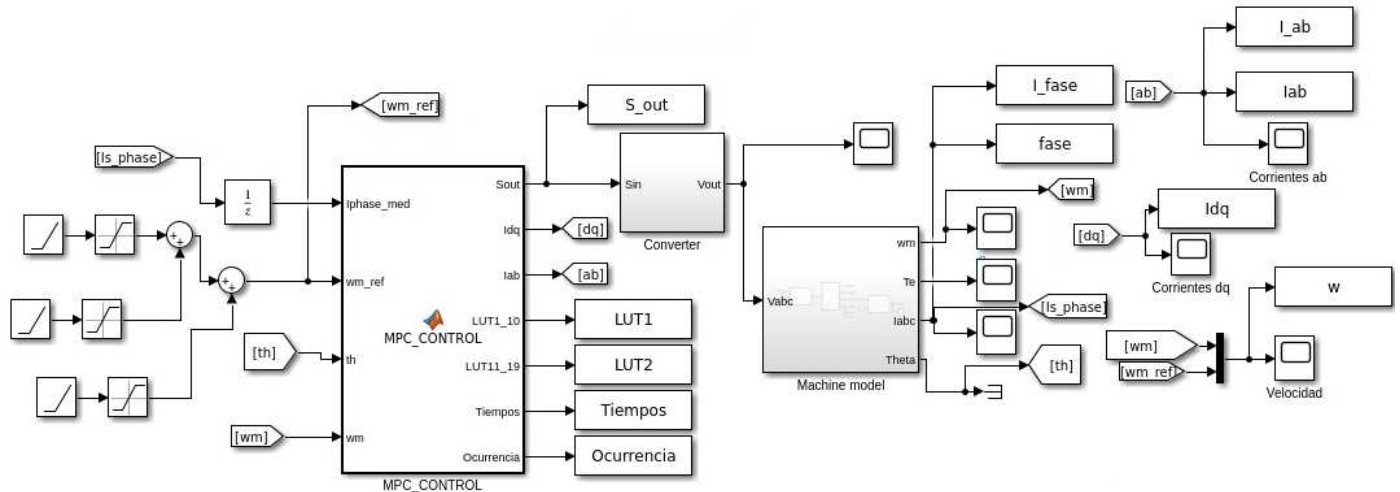 I_ab
[ab]
Iab
Corrientes ab
I_fase
fase
[wm_ref]
S_out
[Is_phase]
1
z
Iphase_med
Sout
Sin
Vout
Converter
[wm]
Idq
[dq]
[dq]
Corrientes dq
+
+
+
+
wm_ref
MPC_CONTROL
Idq
Iab
[ab]
wm
Te
Vabc
Iabc
[Is_phase]
Theta
Machine model
w
LUT1_10
LUT1
[th]
th
LUT11_19
LUT2
[th]
[wm]
[wm_ref]
Velocidad
Tiempos
Tiempos
[wm]
wm
Ocurrencia
Ocurrencia
MPC_CONTROL